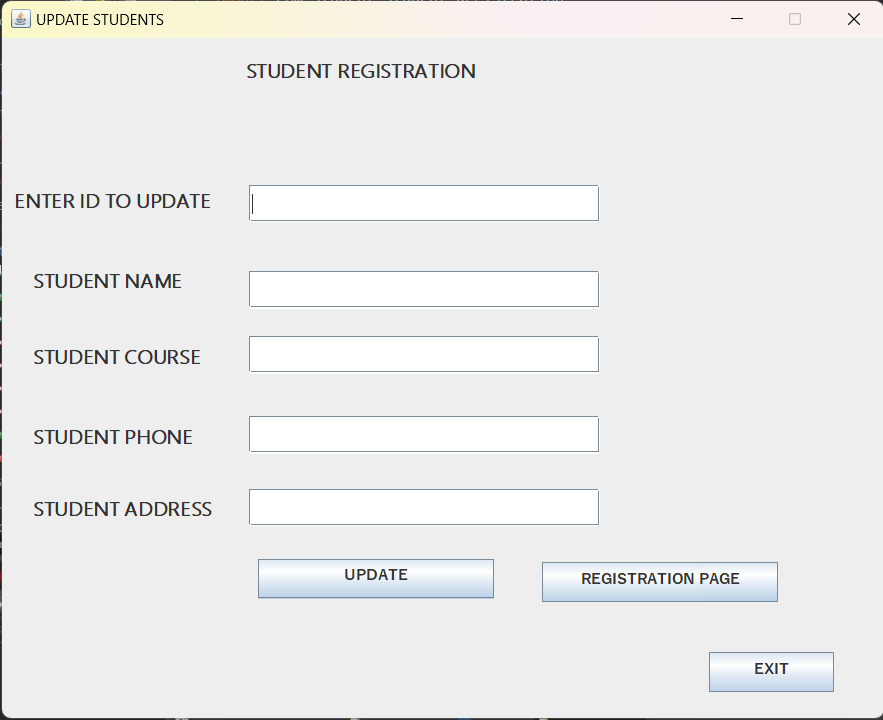 UPDATE STUDENTS
STUDENT REGISTRATION
ENTER ID TO UPDATE
STUDENT NAME
STUDENT COURSE
STUDENT PHONE
STUDENT ADDRESS
UPDATE
REGISTRATION PAGE
EXIT